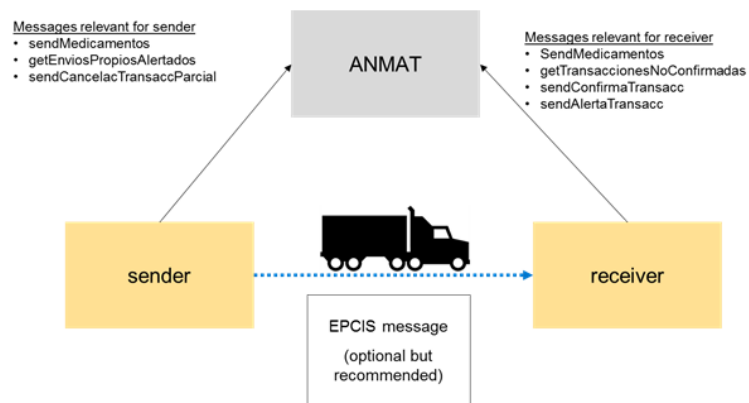 Messages relevant for sender
• sendMedicamentos
• getEnviosPropiosAlertados
• sendCancelacTransaccParcial
ANMAT
Messages relevant for receiver
• SendMedicamentos
• getTransaccionesNoConfirmadas
• sendConfirmaTransacc
• sendAlertaTransacc
sender
receiver
EPCIS message
(optional but
recommended)